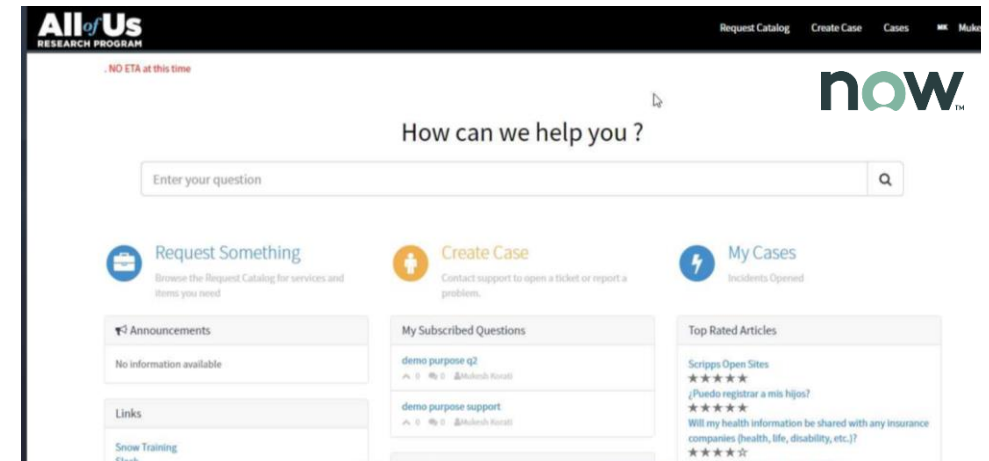 All of Us
RESEARCH PROGRAM
Request Catalog Create Case Cases MK Muke
. NO ETA at this time
now™
How can we help you ?
Enter your question
Request Something
Browse the Request Catalog for services and
items you need
Create Case
Contact support to open a ticket or report a
problem.
My Cases
Incidents Opened
Announcements
No information available
Links
Snow Training
My Subscribed Questions
demo purpose q2
0 0 Mukesh Korati
demo purpose support
0 0 Mukesh Korati
Top Rated Articles
Scripps Open Sites
★★★★★
¿Puedo registrar a mis hijos?
★★★★★
Will my health information be shared with any insurance
companies (health, life, disability, etc.)?
★★★★☆